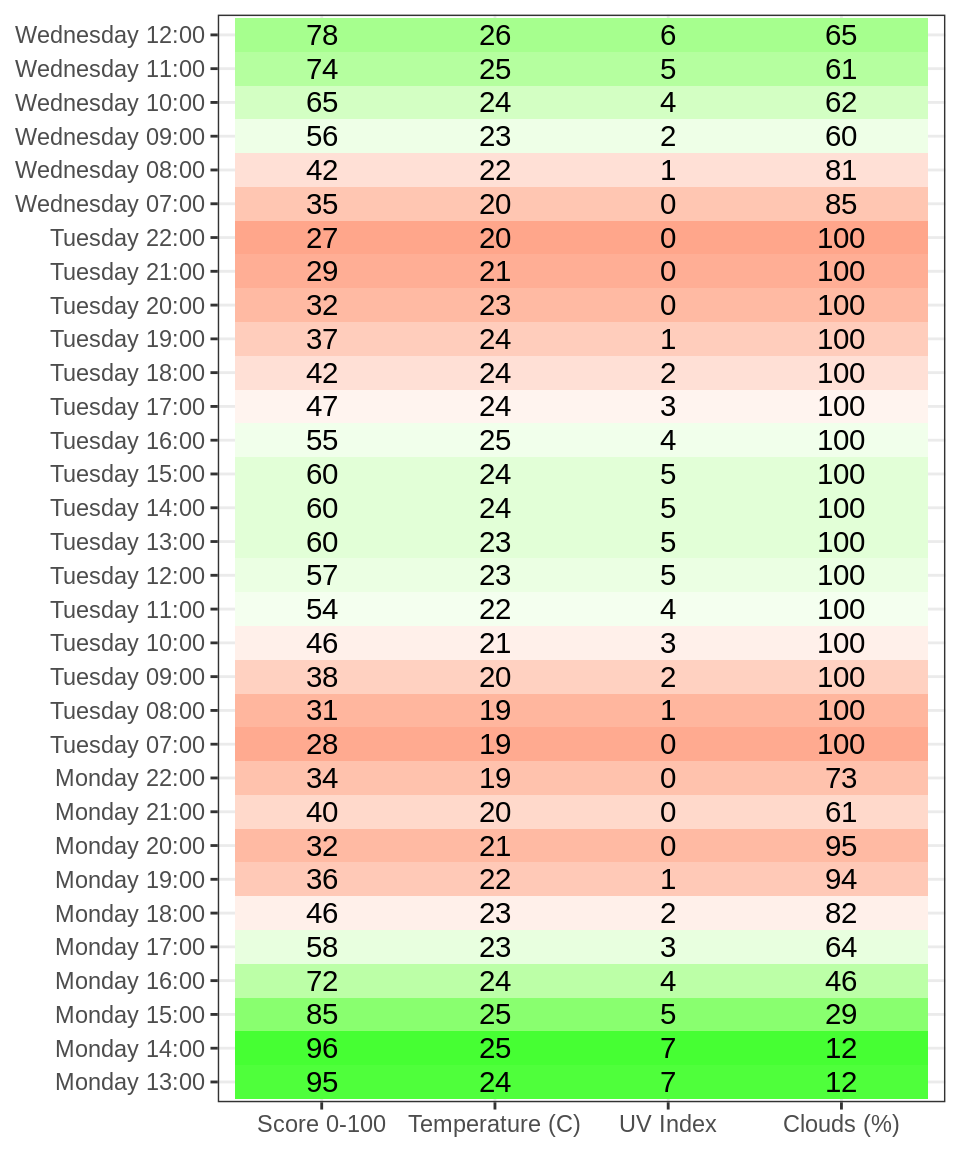 Wednesday 12:00 78 26 6 65
Wednesday 11:00 74 25 5 61
Wednesday 10:00 65 24 4 62
Wednesday 09:00 56 23 2 60
Wednesday 08:00 42 22 1 81
Wednesday 07:00 35 20 0 85
Tuesday 22:00 27 20 0 100
Tuesday 21:00 29 21 0 100
Tuesday 20:00 32 23 0 100
Tuesday 19:00 37 24 1 100
Tuesday 18:00 42 24 2 100
Tuesday 17:00 47 24 3 100
Tuesday 16:00 55 25 4 100
Tuesday 15:00 60 24 5 100
Tuesday 14:00 60 24 5 100
Tuesday 13:00 60 23 5 100
Tuesday 12:00 57 23 5 100
Tuesday 11:00 54 22 4 100
Tuesday 10:00 46 21 3 100
Tuesday 09:00 38 20 2 100
Tuesday 08:00 31 19 1 100
Tuesday 07:00 28 19 0 100
Monday 22:00 34 19 0 73
Monday 21:00 40 20 0 61
Monday 20:00 32 21 0 95
Monday 19:00 36 22 1 94
Monday 18:00 46 23 2 82
Monday 17:00 58 23 3 64
Monday 16:00 72 24 4 46
Monday 15:00 85 25 5 29
Monday 14:00 96 25 7 12
Monday 13:00 95 24 7 12
Score 0-100 Temperature (C) UV Index Clouds (%)